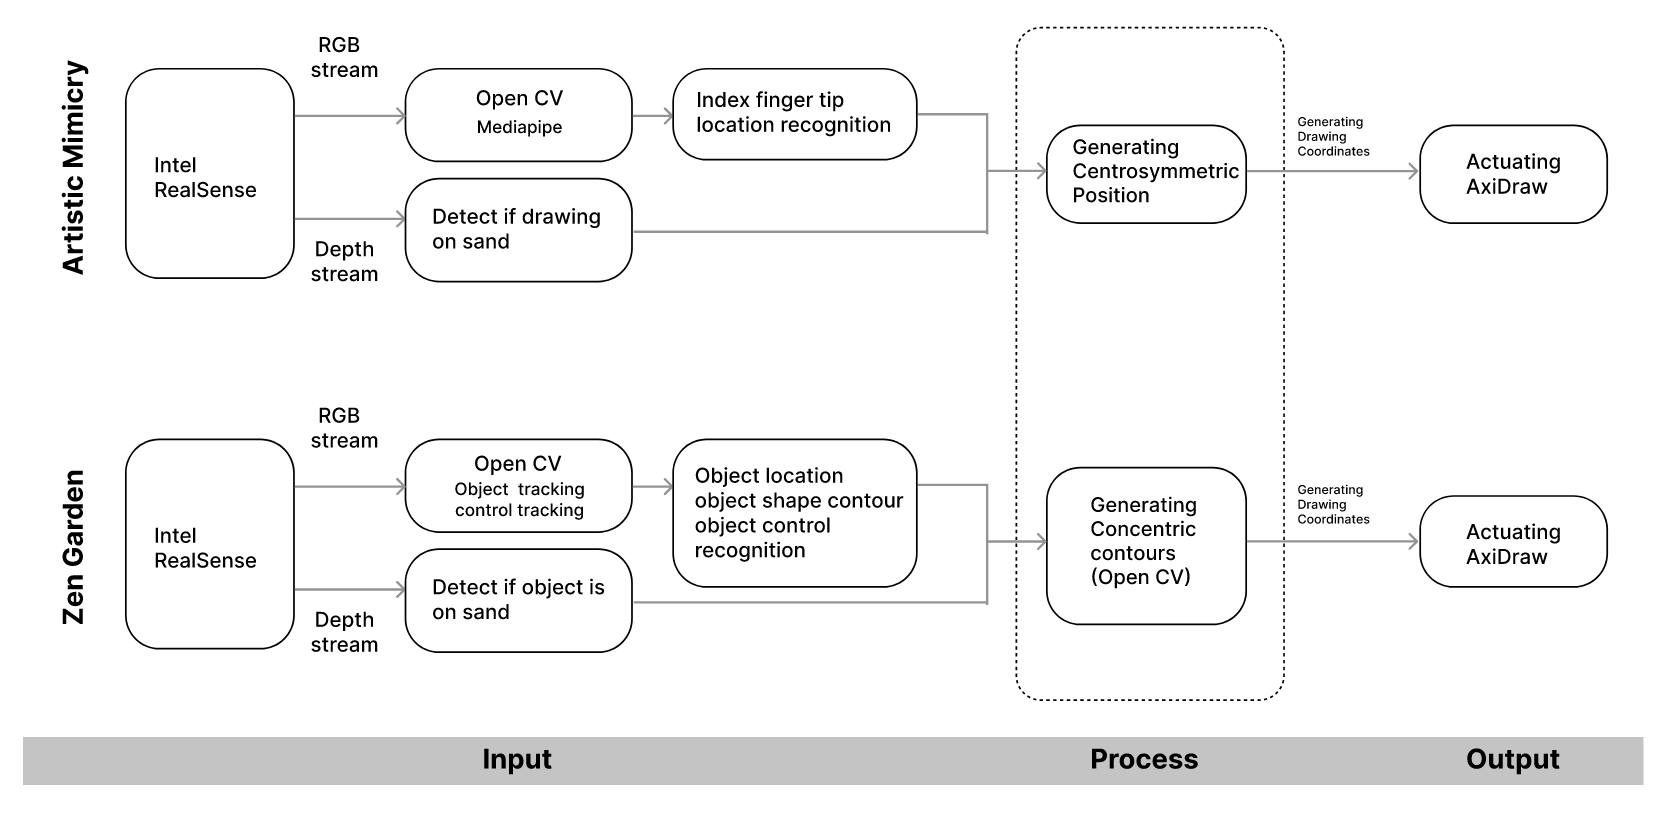 Artistic Mimicry
RGB
stream
Intel
RealSense
Depth
stream
Open CV
Mediapipe
Detect if drawing
on sand
Index finger tip
location recognition
Generating
Centrosymmetric
Position
Generating
Drawing
Coordinates
Actuating
AxiDraw
Zen Garden
RGB
stream
Intel
RealSense
Depth
stream
Open CV
Object tracking
control tracking
Detect if object is
on sand
Object location
object shape contour
object control
recognition
Generating
Concentric
contours
(Open CV)
Generating
Drawing
Coordinates
Actuating
AxiDraw
Input
Process
Output